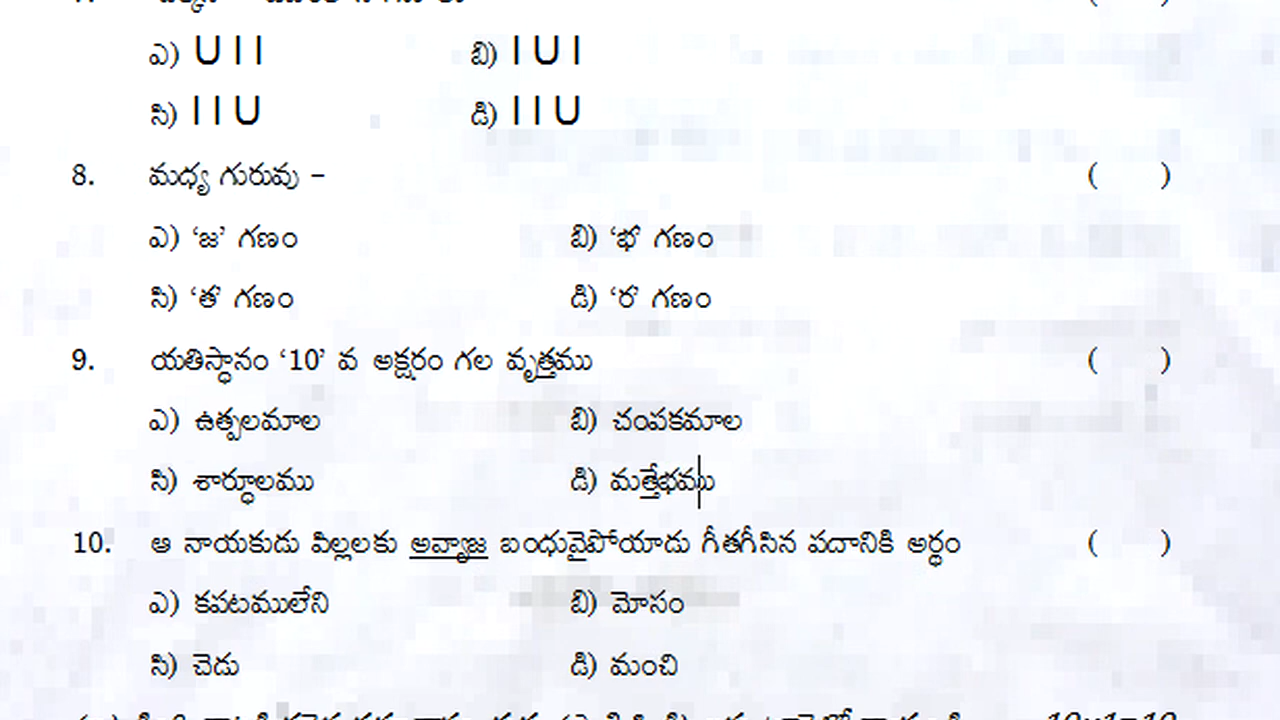 ఎ) U I I బి) I U I
సి) I I U డి) I I U
8. మధ్య గురువు – ( )
ఎ) ‘జ’ గణం బి) ‘భ’ గణం
సి) ‘త’ గణం డి) ‘ర’ గణం
9. యతిస్థానం ‘10’ వ అక్షరం గల వృత్తము ( )
ఎ) ఉత్పలమాల బి) చంపకమాల
సి) శార్ధూలము డి) మత్తేభము
10. ఆ నాయకుడు పిల్లలకు అవ్యాజ బంధువైపోయాడు గీతగీసిన పదానికి అర్థం ( )
ఎ) కపటములేని బి) మోసం
సి) చెడు డి) మంచి